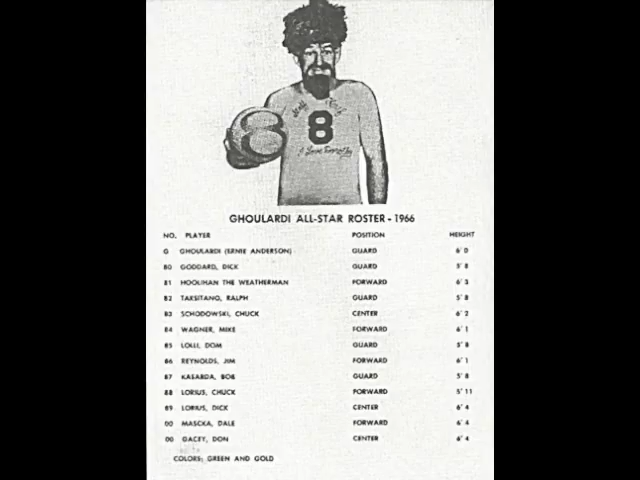 8
GHOULARDI ALL-STAR ROSTER - 1966
NO. PLAYER POSITION HEIGHT
G GHOULARDI (ERNIE ANDERSON) GUARD 6' 0
80 GODDARD, DICK GUARD 5' 8
81 HOOLIHAN THE WEATHERMAN FORWARD 6' 3
82 TARSITANO, RALPH GUARD 5' 8
83 SCHODOWSKI, CHUCK CENTER 6' 2
84 WAGNER, MIKE FORWARD 6' 1
85 LOLLI, DOM GUARD 5' 8
86 REYNOLDS, JIM FORWARD 6' 1
87 BOB GUARD 5' 8
88 LORIUS, CHUCK FORWARD 5' 11
89 LORIUS, DICK CENTER 6' 4
00 MASCKA, DALE FORWARD 6' 4
00 GACEY, DON CENTER 6' 4
COLORS: GREEN AND GOLD